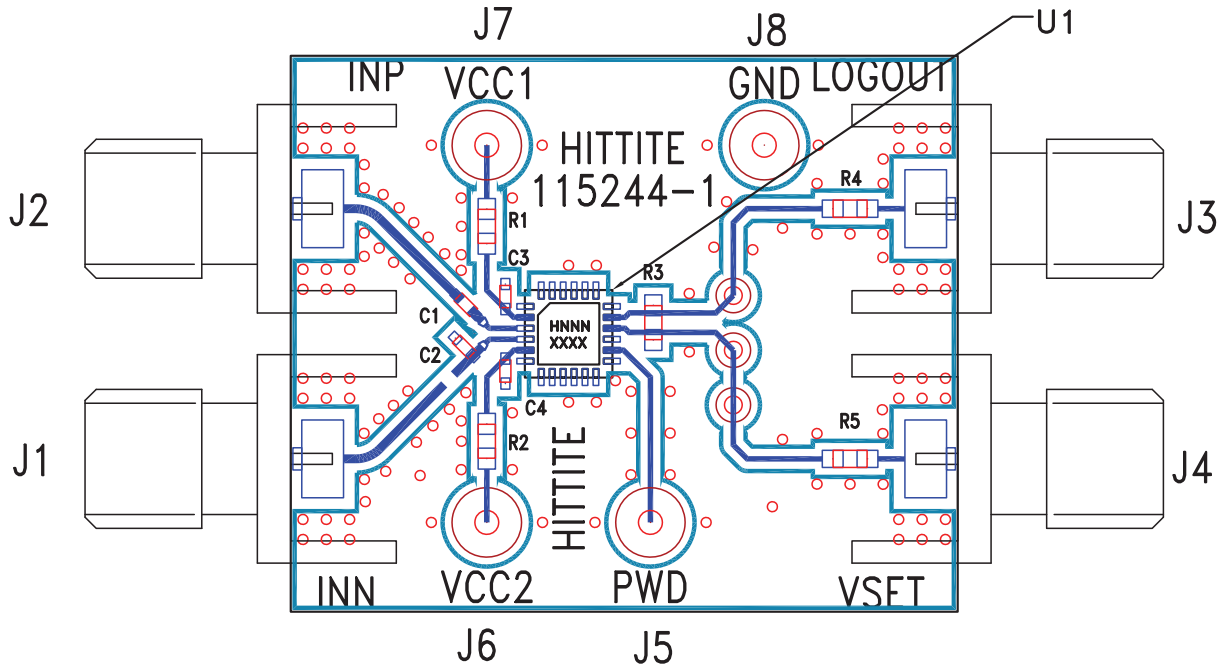 J7
J8
U1
INP
VCC1
GND
LOGOUT
HITTITE
115244-1
R4
J2
R1
J3
C3
R3
C1
HNNN
XXXX
C2
C4
R2
R5
J1
J4
HITTITE
INN
VCC2
PWD
VSET
J6
J5